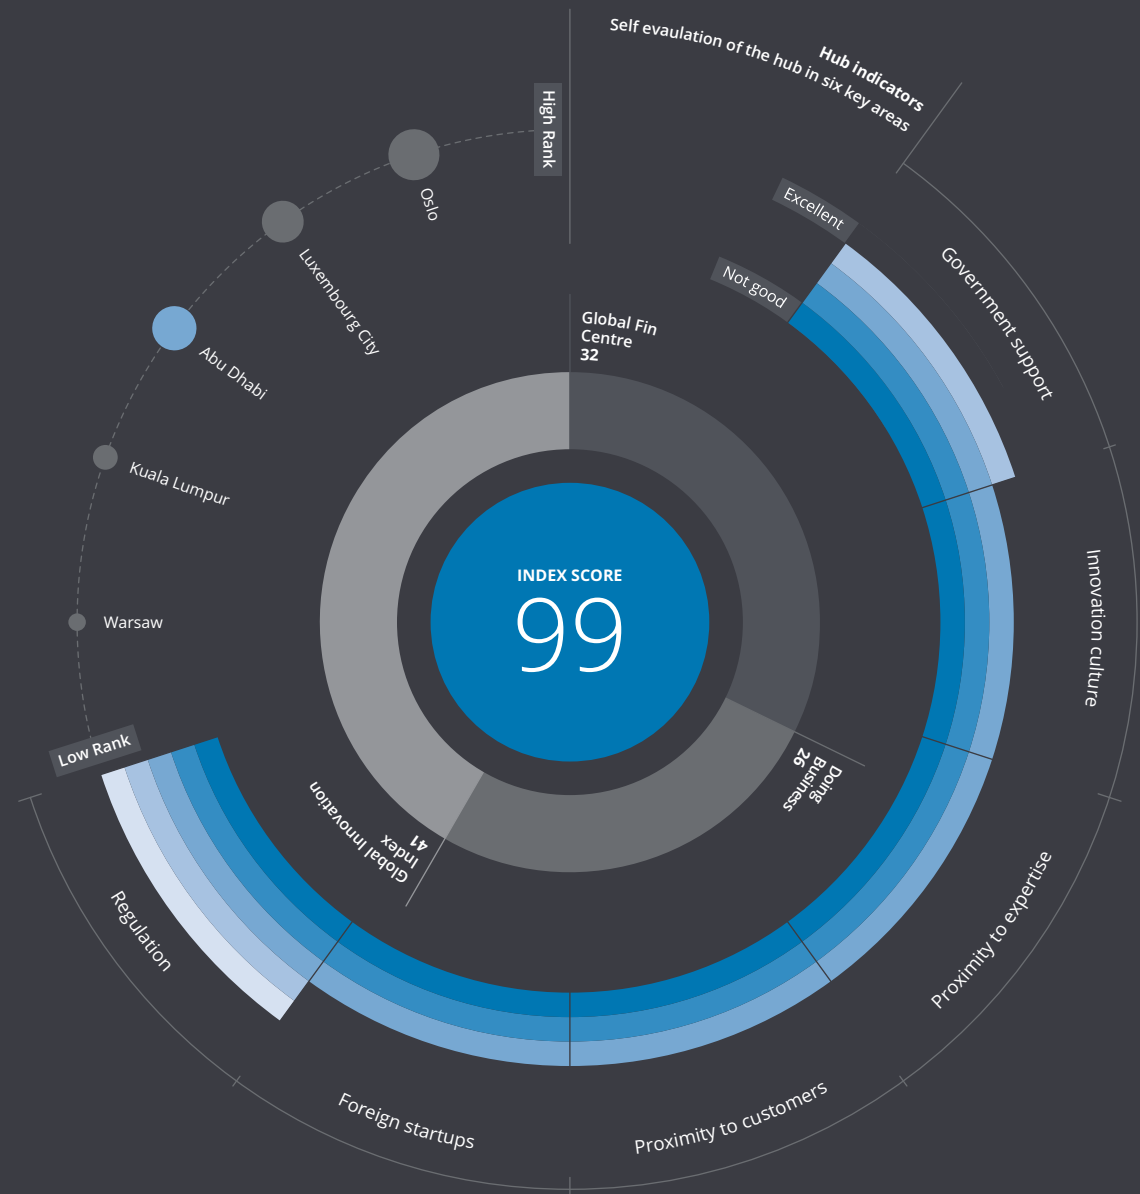 Hub indicators
Self evaulation of the hub in six key areas
High Rank
Oslo
Luxembourg City
Abu Dhabi
Kuala Lumpur
Warsaw
Low Rank
Excellent
Not good
Global Fin
Centre
32
Doing
Business
26
Global Innovation
Index
41
INDEX SCORE
99
Government support
Innovation culture
Proximity to expertise
Proximity to customers
Foreign startups
Regulation